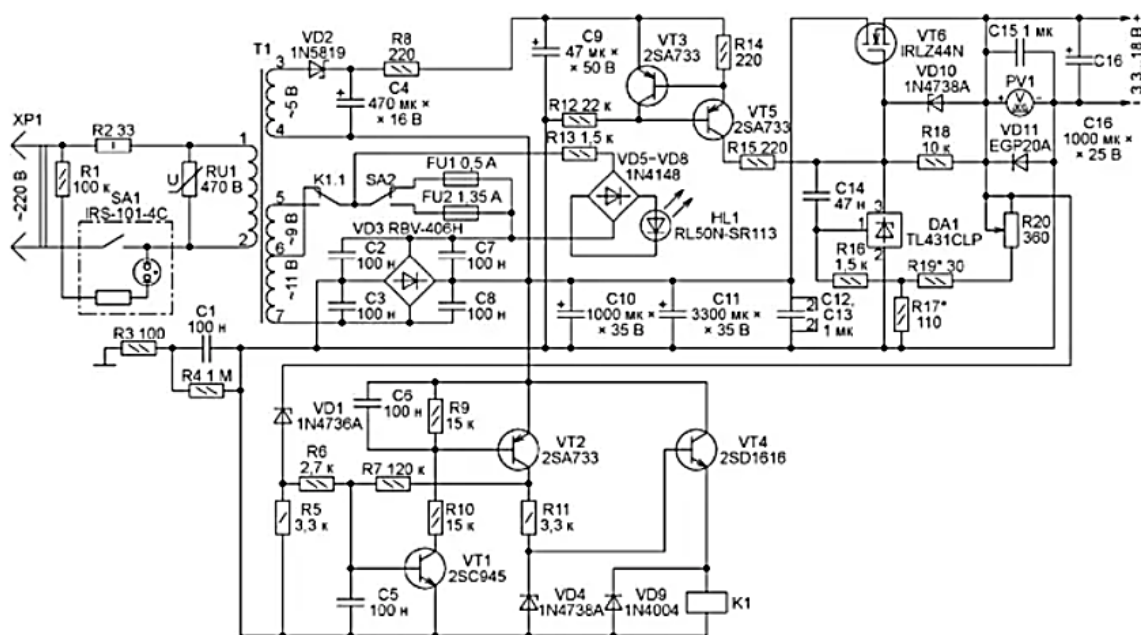 XP1
~220 В
R2 33
R1
100 к
SA1
IRS-101-4C
U
RU1
470 В
1
2
T1
3
~5 В
4
5
~9 В
6
~11 В
7
VD2
1N5819
R8
220
+
C4
470 мк ×
× 16 В
K1.1
SA2
FU1 0,5 А
FU2 1,35 А
VD3 RBV-406H
C2
100 н
C7
100 н
C3
100 н
C8
100 н
R3 100
C1
100 н
R4 1 М
+
C9
47 мк ×
× 50 В
VT3
2SA733
R14
220
R12 22 к
R13 1,5 к
VT5
2SA733
R15 220
VD5-VD8
1N4148
HL1
RL50N-SR113
+
C10
1000 мк ×
× 35 В
+
C11
3300 мк ×
× 35 В
2
2
C12,
C13
1 мк
VT6
IRLZ44N
VD10
1N4738A
C15 1 мк
PV1
+
V
-
+
C16
+
3,3...18 В
-
C16
1000 мк ×
× 25 В
R18
10 к
VD11
EGP20A
C14
47 н
3
1
2
DA1
TL431CLP
R20
360
R16
1,5 к
R19* 30
R17*
110
VD1
1N4736A
C6
100 н
R9
15 к
VT2
2SA733
VT4
2SD1616
R6
2,7 к
R7 120 к
R5
3,3 к
R10
15 к
R11
3,3 к
VT1
2SC945
C5
100 н
VD4
1N4738A
VD9
1N4004
K1